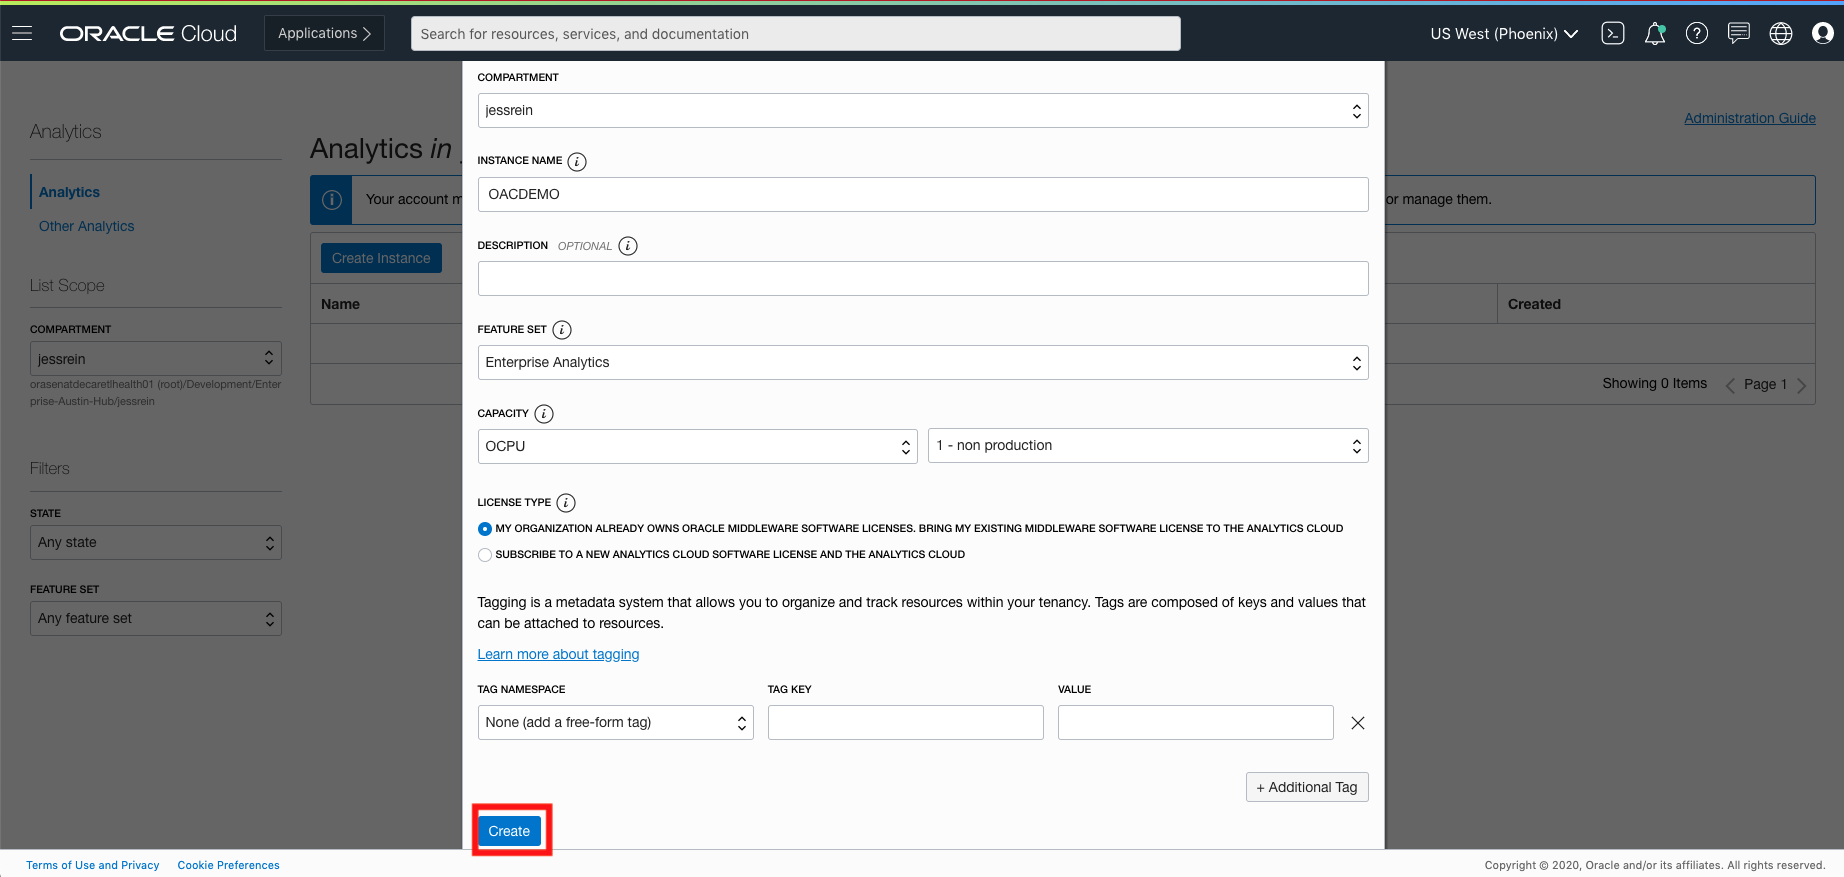 ORACLE Cloud
Applications
Search for resources, services, and documentation
US West (Phoenix)
Analytics
Analytics
Other Analytics
List Scope
COMPARTMENT
jessrein
orasenatdecaretlhealth01 (root)/Development/Enter
prise-Austin-Hub/jessrein
Filters
STATE
Any state
FEATURE SET
Any feature set
Analytics in
Administration Guide
Your account m
or manage them.
Create Instance
Name
Created
Showing 0 Items
Page 1
COMPARTMENT
jessrein
INSTANCE NAME
OACDEMO
DESCRIPTION OPTIONAL
FEATURE SET
Enterprise Analytics
CAPACITY
OCPU
1 - non production
LICENSE TYPE
MY ORGANIZATION ALREADY OWNS ORACLE MIDDLEWARE SOFTWARE LICENSES. BRING MY EXISTING MIDDLEWARE SOFTWARE LICENSE TO THE ANALYTICS CLOUD
SUBSCRIBE TO A NEW ANALYTICS CLOUD SOFTWARE LICENSE AND THE ANALYTICS CLOUD
Tagging is a metadata system that allows you to organize and track resources within your tenancy. Tags are composed of keys and values that
can be attached to resources.
Learn more about tagging
TAG NAMESPACE
TAG KEY
VALUE
None (add a free-form tag)
+ Additional Tag
Create
Terms of Use and Privacy
Cookie Preferences
Copyright © 2020, Oracle and/or its affiliates. All rights reserved.